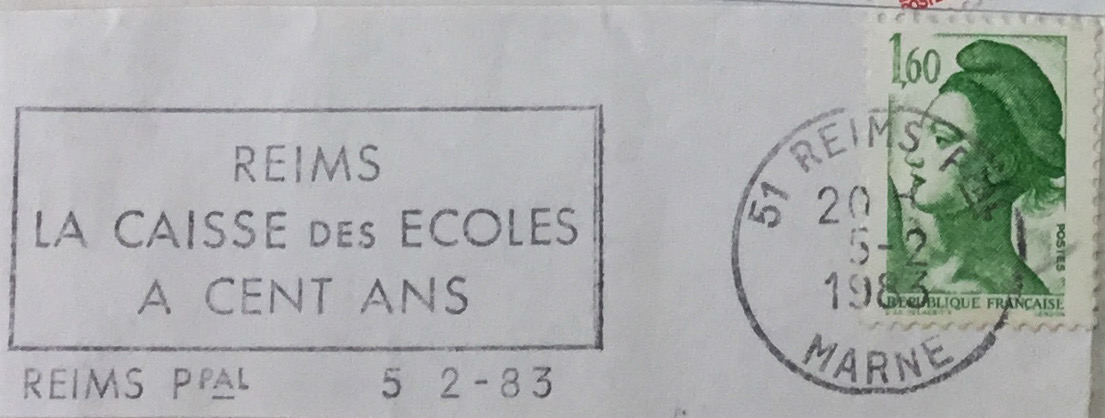 REIMS
LA CAISSE DES ECOLES
A CENT ANS
REIMS PPAL 5 2-83
51 REIMS PPAL
20 H
5-2
1983
MARNE
1,60
POSTES
REPUBLIQUE FRANÇAISE